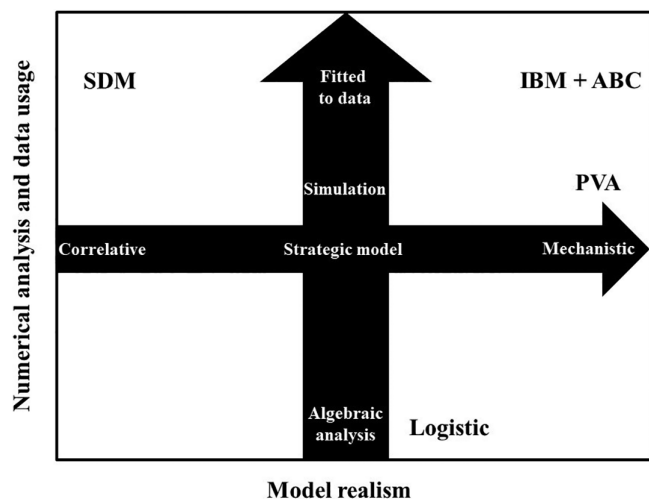 Numerical analysis and data usage
SDM
Fitted
to data
IBM + ABC
Simulation
PVA
Correlative
Strategic model
Mechanistic
Algebraic
analysis
Logistic
Model realism